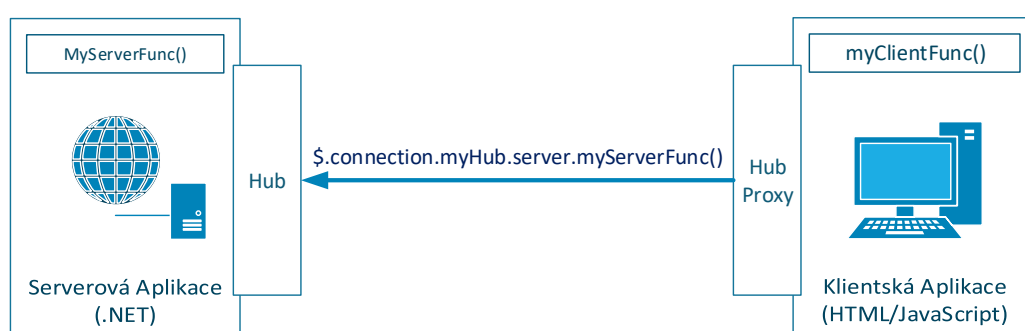 MyServerFunc()
myClientFunc()
$.connection.myHub.server.myServerFunc()
Hub
Hub
Proxy
Serverová Aplikace
(.NET)
Klientská Aplikace
(HTML/JavaScript)